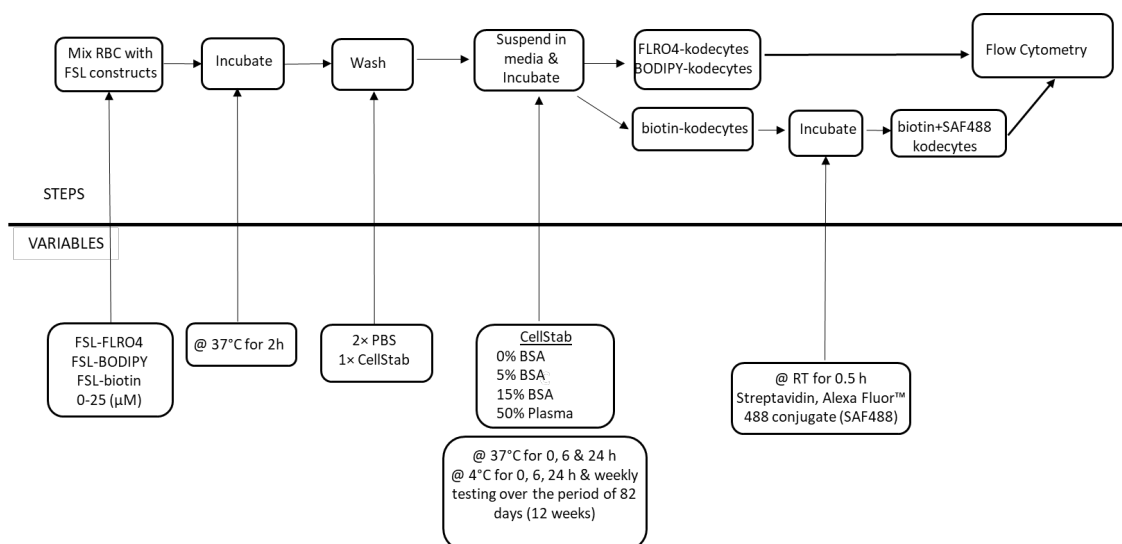 Mix RBC with
FSL constructs
Incubate
Wash
Suspend in
media &
Incubate
FLRO4-kodecytes
BODIPY-kodecytes
Flow Cytometry
biotin-kodecytes
Incubate
biotin+SAF488
kodecytes
STEPS
VARIABLES
FSL-FLRO4
FSL-BODIPY
FSL-biotin
0-25 (µM)
@ 37°C for 2h
2× PBS
1× CellStab
CellStab
0% BSA
5% BSA
15% BSA
50% Plasma
@ RT for 0.5 h
Streptavidin, Alexa Fluor™
488 conjugate (SAF488)
@ 37°C for 0, 6 & 24 h
@ 4°C for 0, 6, 24 h & weekly
testing over the period of 82
days (12 weeks)